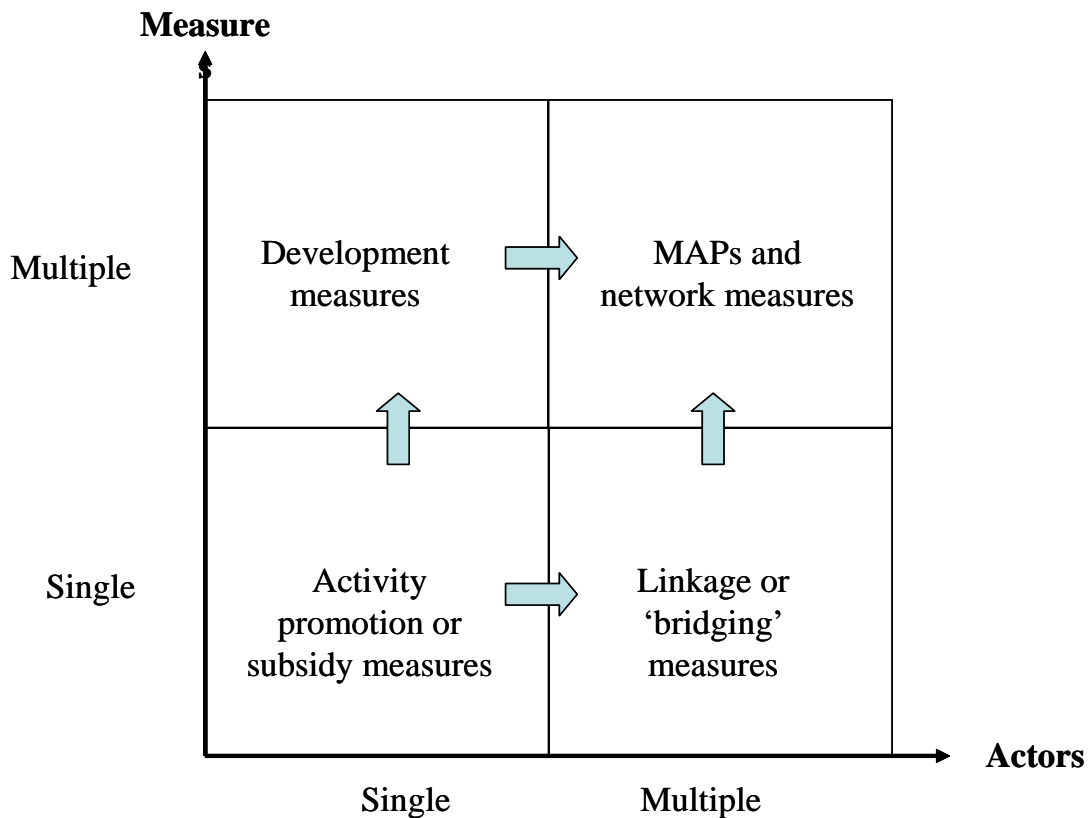 Measure
s
Multiple
Development
measures
MAPs and
network measures
Single
Activity
promotion or
subsidy measures
Linkage or
‘bridging’
measures
Actors
Single
Multiple